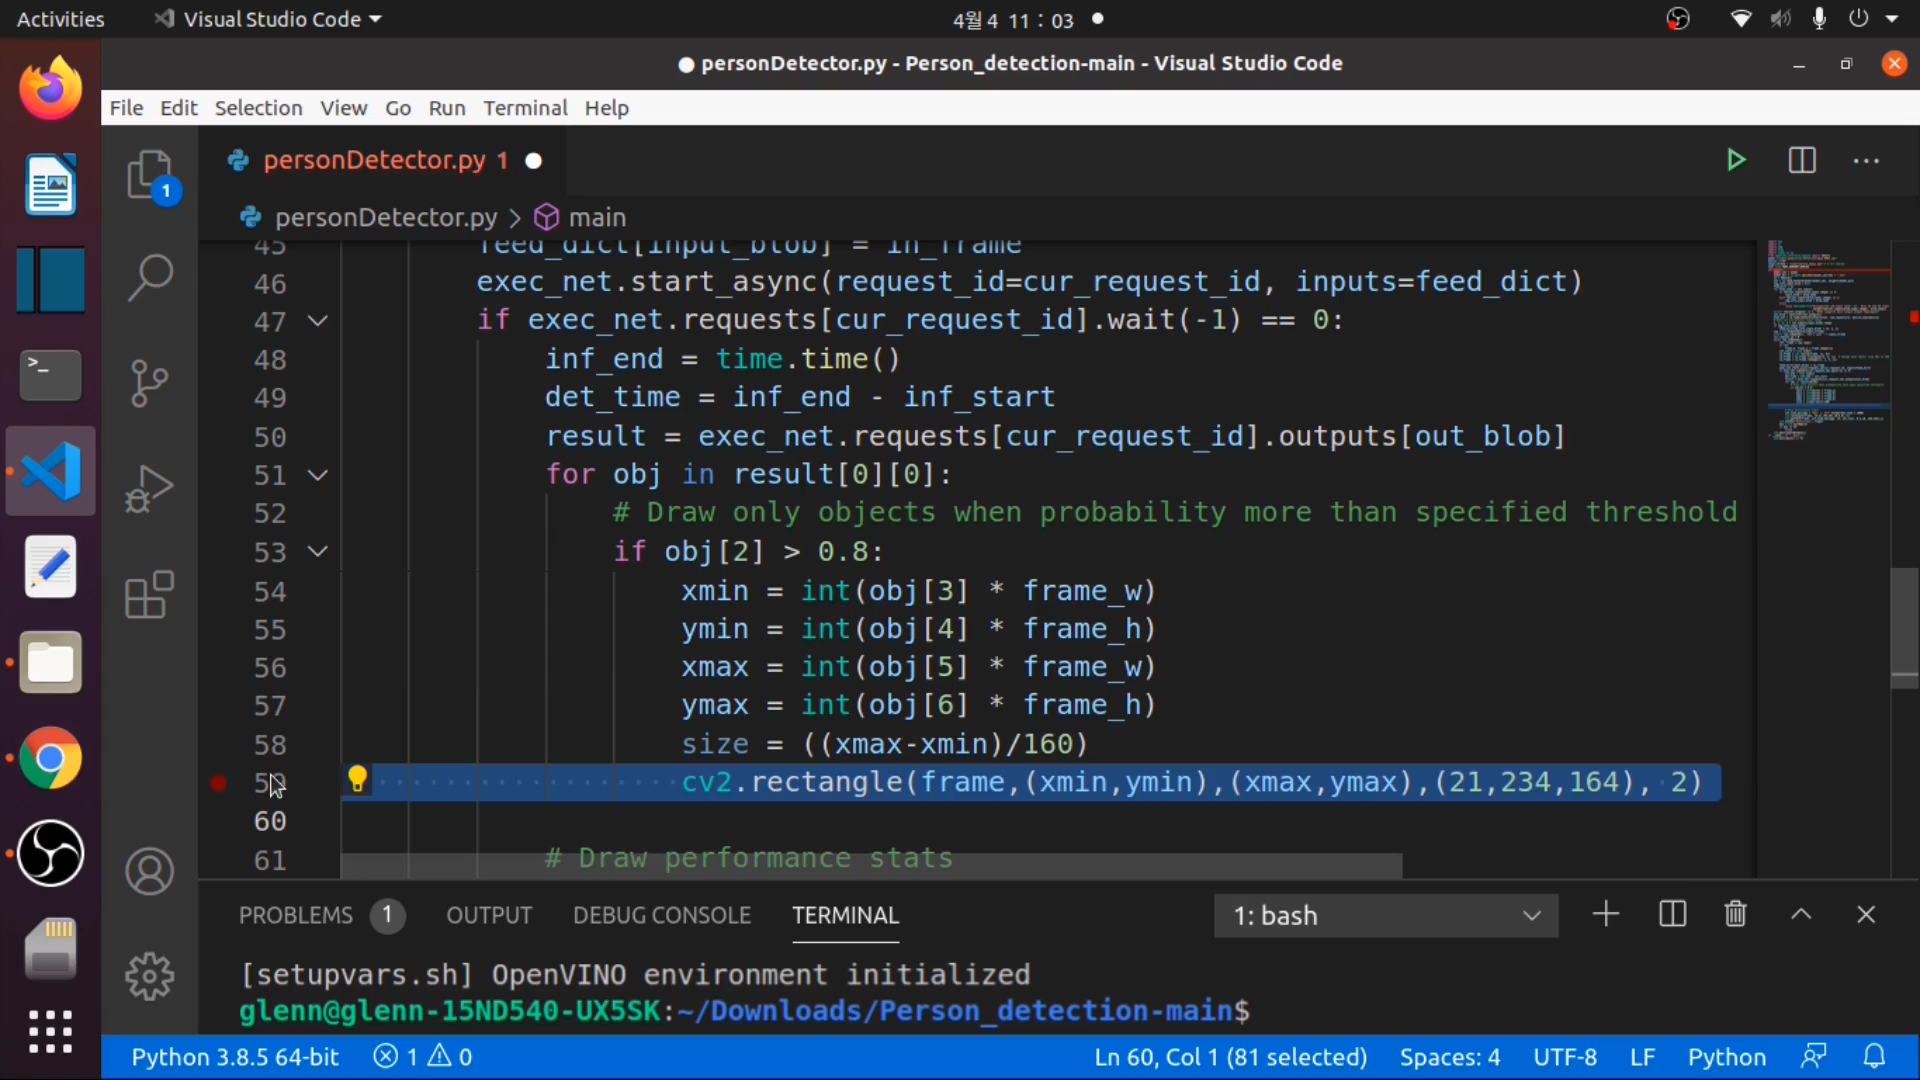 Activities
Visual Studio Code
4월 4 11 : 03
personDetector.py - Person_detection-main - Visual Studio Code
File Edit Selection View Go Run Terminal Help
1
personDetector.py 1
personDetector.py > main
45 feed_dict[input_blob] = in_frame
46 exec_net.start_async(request_id=cur_request_id, inputs=feed_dict)
47 if exec_net.requests[cur_request_id].wait(-1) == 0:
48 inf_end = time.time()
49 det_time = inf_end - inf_start
50 result = exec_net.requests[cur_request_id].outputs[out_blob]
51 for obj in result[0][0]:
52 # Draw only objects when probability more than specified threshold
53 if obj[2] > 0.8:
54 xmin = int(obj[3] * frame_w)
55 ymin = int(obj[4] * frame_h)
56 xmax = int(obj[5] * frame_w)
57 ymax = int(obj[6] * frame_h)
58 size = ((xmax-xmin)/160)
59 cv2.rectangle(frame,(xmin,ymin),(xmax,ymax),(21,234,164), 2)
60
61 # Draw performance stats
PROBLEMS 1 OUTPUT DEBUG CONSOLE TERMINAL 1: bash
[setupvars.sh] OpenVINO environment initialized
glenn@glenn-15ND540-UX5SK:~/Downloads/Person_detection-main$
Python 3.8.5 64-bit 1 0 Ln 60, Col 1 (81 selected) Spaces: 4 UTF-8 LF Python